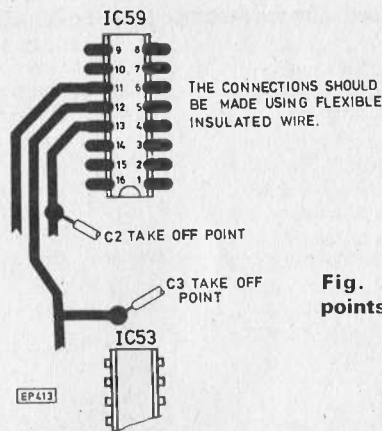 IC59
9 8
10 7
11 6
12 5
13 4
14 3
15 2
16 1
THE CONNECTIONS SHOULD
BE MADE USING FLEXIBLE
INSULATED WIRE.
C2 TAKE OFF POINT
C3 TAKE OFF
POINT
Fig.
points
IC53
EP413